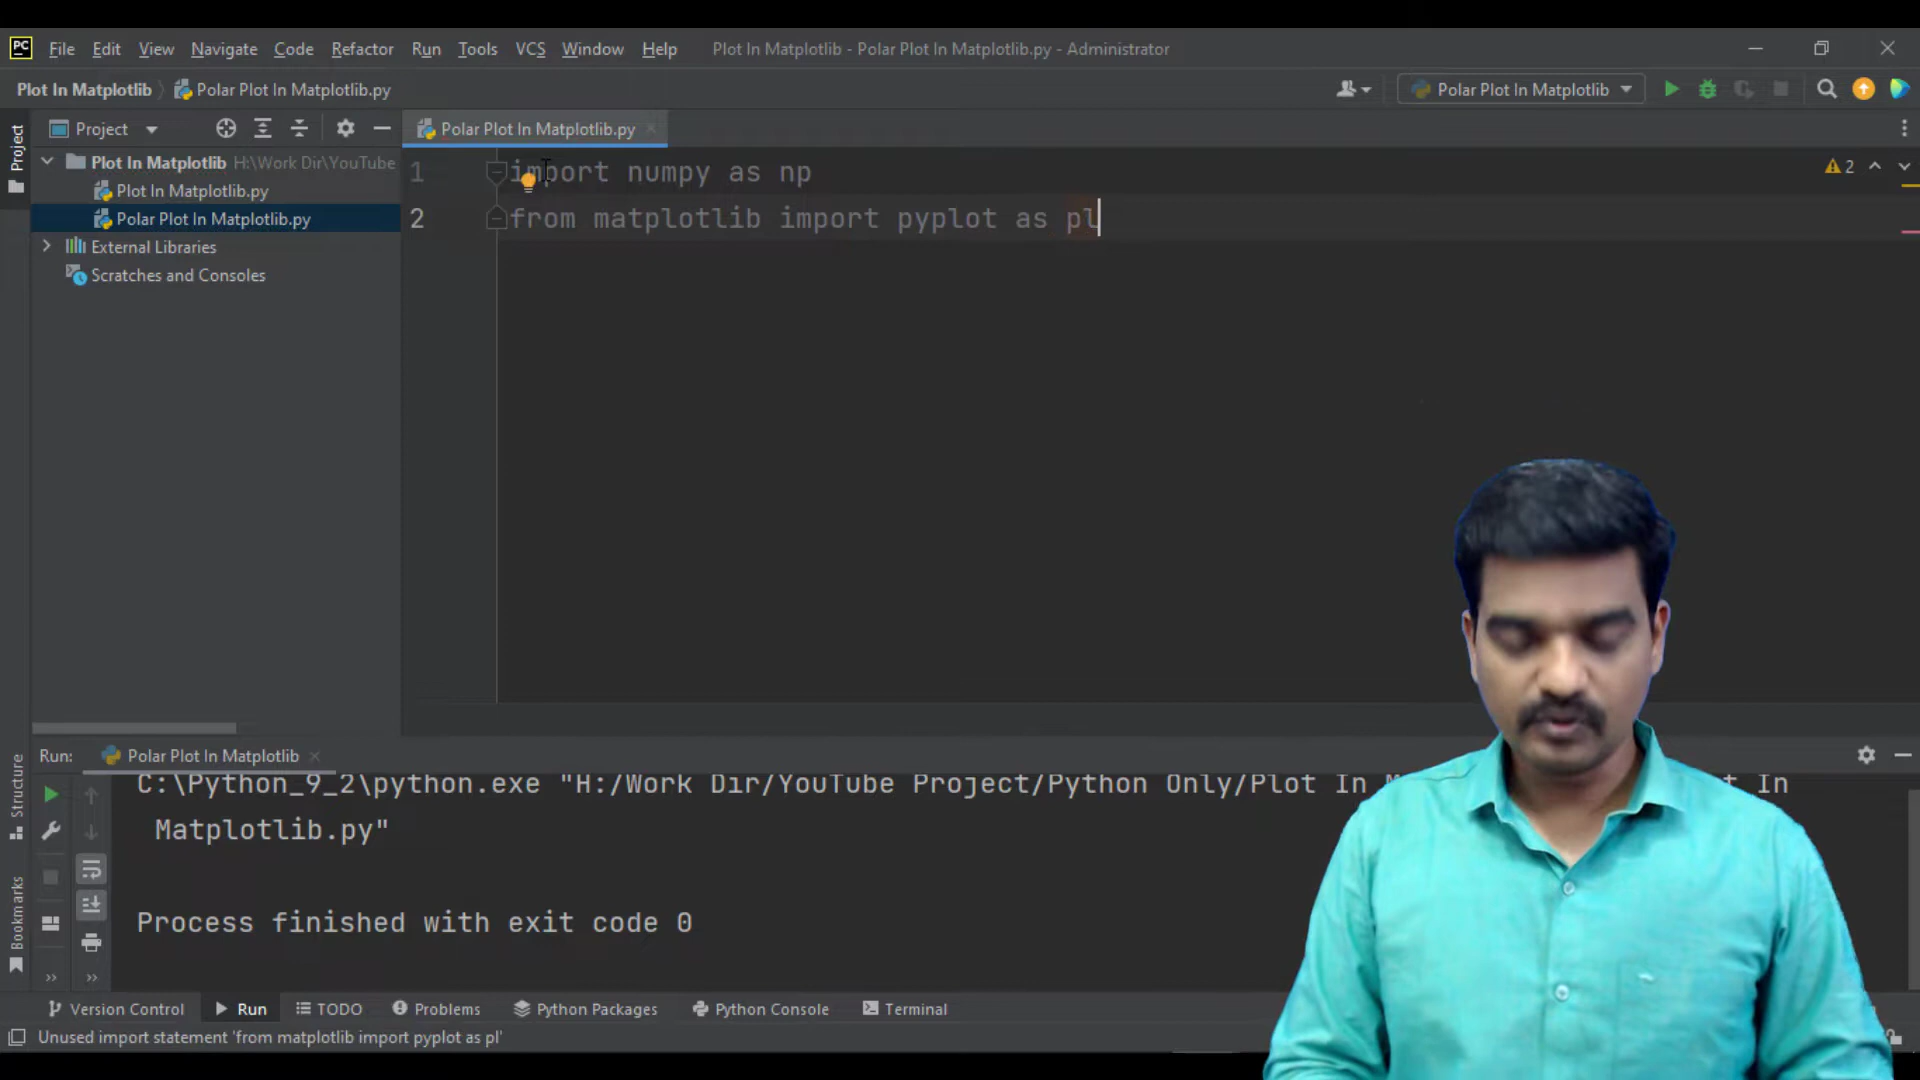 PC File Edit View Navigate Code Refactor Run Tools VCS Window Help Plot In Matplotlib - Polar Plot In Matplotlib.py - Administrator
Plot In Matplotlib Polar Plot In Matplotlib.py Polar Plot In Matplotlib
Project Project Polar Plot In Matplotlib.py
Plot In Matplotlib H:\Work Dir\YouTube
Plot In Matplotlib.py
Polar Plot In Matplotlib.py
External Libraries
Scratches and Consoles
1 import numpy as np 2
2 from matplotlib import pyplot as pl
Run: Polar Plot In Matplotlib
C:\Python_9_2\python.exe "H:/Work Dir/YouTube Project/Python Only/Plot In In
Matplotlib.py"
Process finished with exit code 0
Structure
Bookmarks
Version Control Run TODO Problems Python Packages Python Console Terminal
Unused import statement 'from matplotlib import pyplot as pl'